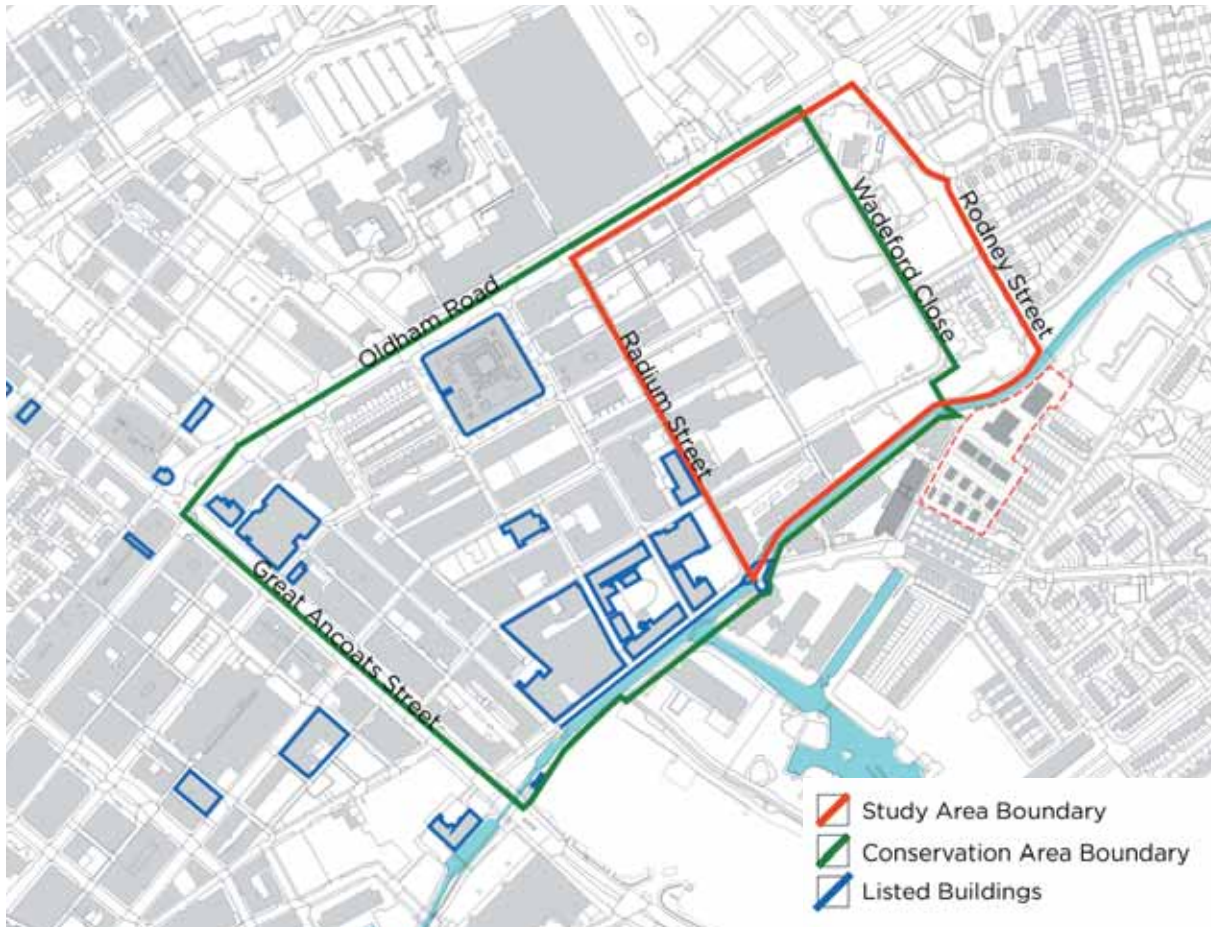 Oldham Road
Wadeford Close
Rodney Street
Radium Street
Great Ancoats Street
Study Area Boundary
Conservation Area Boundary
Listed Buildings